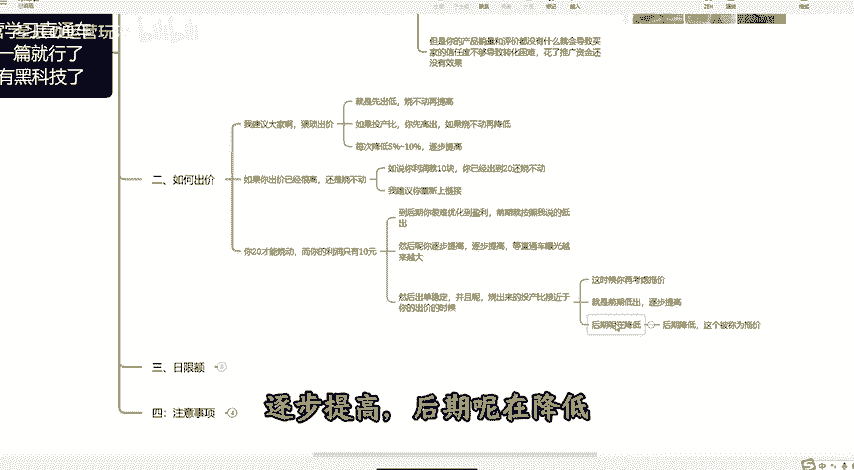 营学习直通车
一篇就行了
有黑科技了
bilibili
但是你的产品销量和评价都没有什么就会导致买
家的信任度不够导致转化困难，花了推广资金还
没有效果
二、如何出价
我建议大家啊，猥琐出价
就是先出低，烧不动再提高
如果投产比，你先高出，如果烧不动再降低
每次降低5%~10%，逐步提高
如果你出价已经很高，还是烧不动
如说你利润款10块，你已经出到20还烧不动
我建议你重新上链接
你20才能烧动，而你的利润只有10元
到后期你很难优化到盈利，前期就按照我说的低
出
然后呢你逐步提高，逐步提高，等直通车曝光越
来越大
然后出单稳定，并且呢，烧出来的投产比接近于
你的出价的时候
这时候你再考虑拖价
就是前期低出，逐步提高
后期呢在降低
后期降低，这个被称为拖价
三、日限额
四：注意事项
4
逐步提高，后期呢在降低